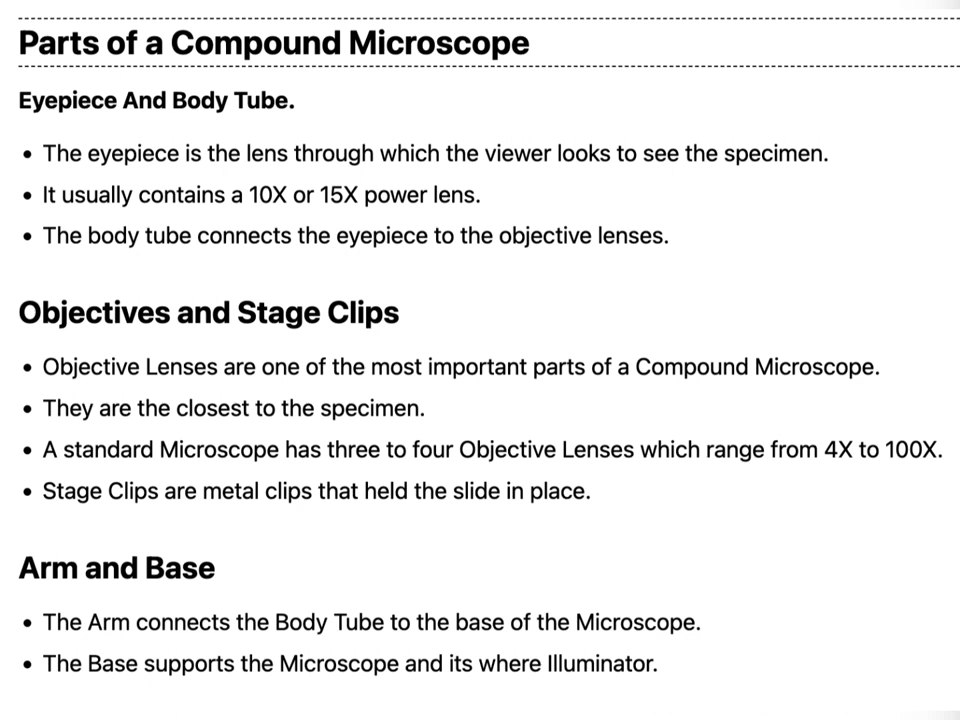 Parts of a Compound Microscope
Eyepiece And Body Tube.
• The eyepiece is the lens through which the viewer looks to see the specimen.
• It usually contains a 10X or 15X power lens.
• The body tube connects the eyepiece to the objective lenses.
Objectives and Stage Clips
• Objective Lenses are one of the most important parts of a Compound Microscope.
• They are the closest to the specimen.
• A standard Microscope has three to four Objective Lenses which range from 4X to 100X.
• Stage Clips are metal clips that held the slide in place.
Arm and Base
• The Arm connects the Body Tube to the base of the Microscope.
• The Base supports the Microscope and its where Illuminator.